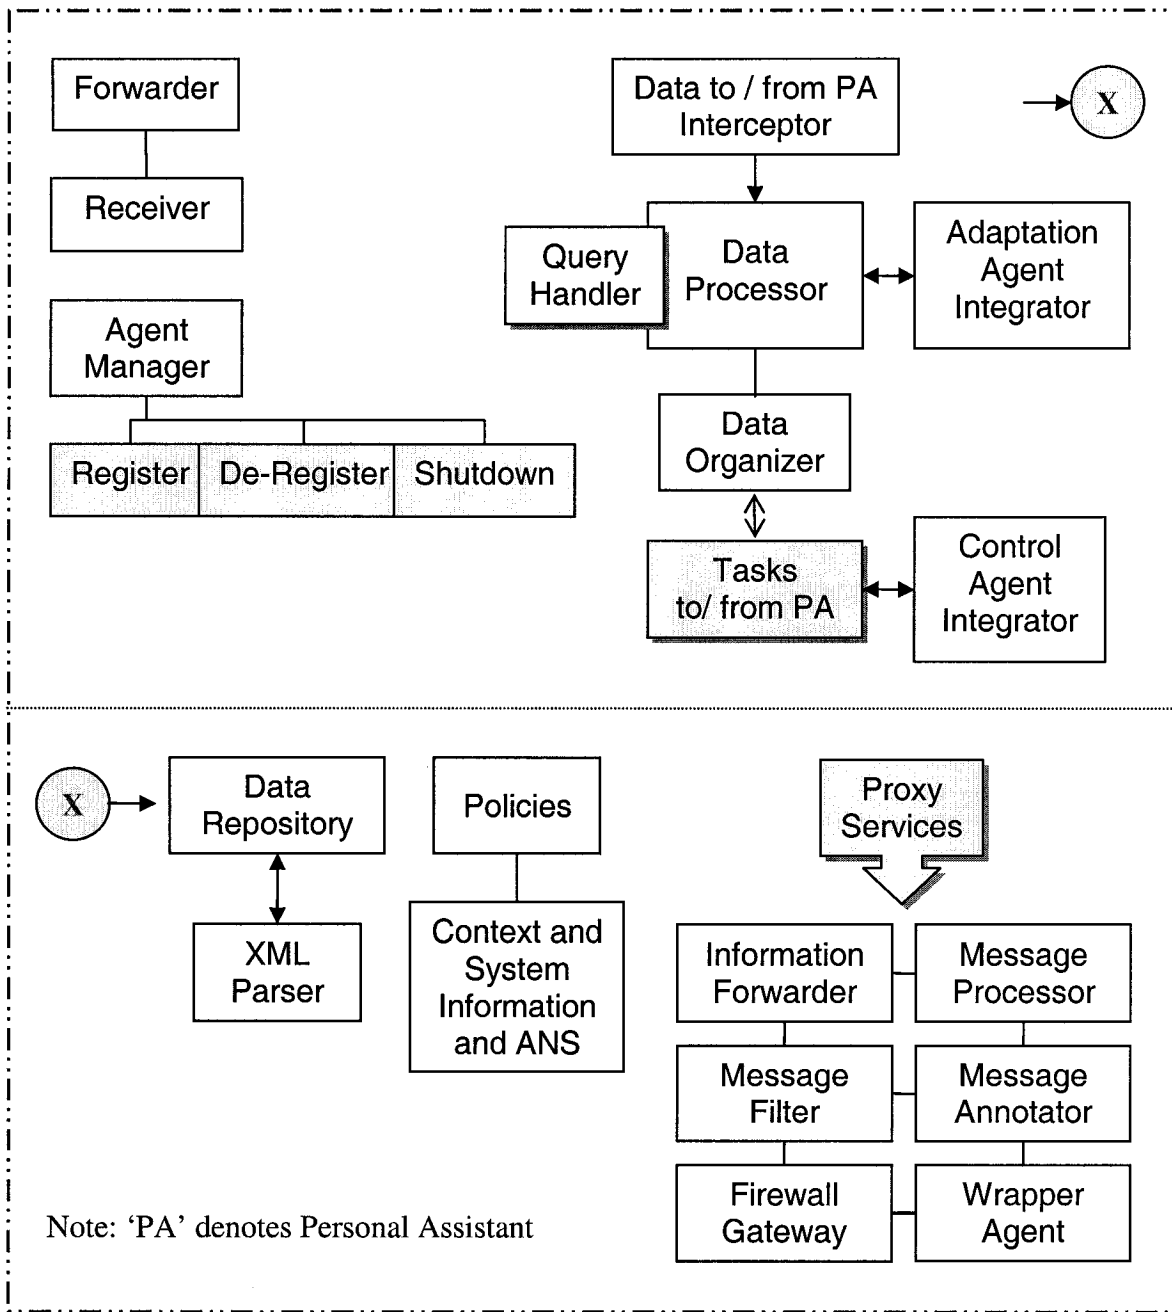 Forwarder
Receiver
Agent
Manager
Register
De-Register
Shutdown
Data to / from PA
Interceptor
X
Query
Handler
Data
Processor
Adaptation
Agent
Integrator
Data
Organizer
Tasks
to/ from PA
Control
Agent
Integrator
X
Data
Repository
XML
Parser
Policies
Context and
System
Information
and ANS
Proxy
Services
Information
Forwarder
Message
Processor
Message
Filter
Message
Annotator
Firewall
Gateway
Wrapper
Agent
Note: ‘PA’ denotes Personal Assistant